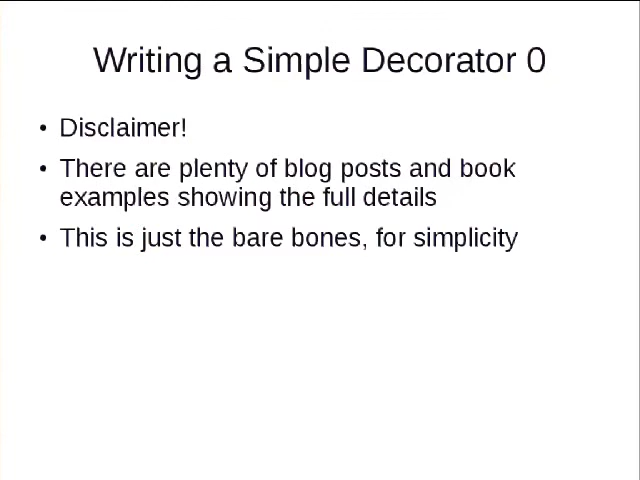 Writing a Simple Decorator 0
• Disclaimer!
• There are plenty of blog posts and book
examples showing the full details
• This is just the bare bones, for simplicity